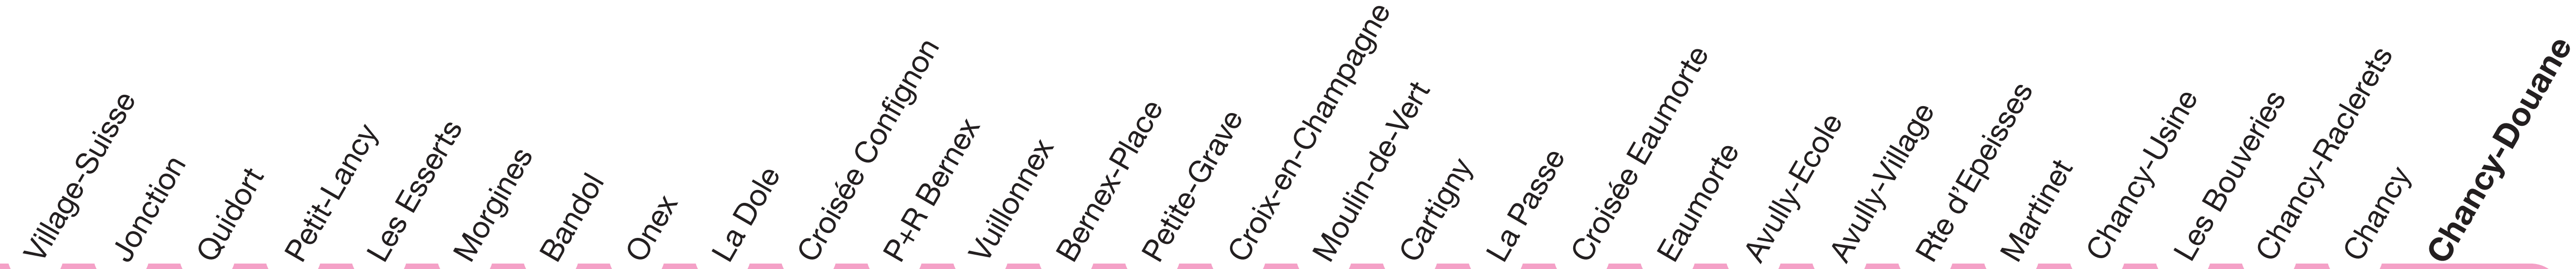 Village-Suisse
Jonction
Quidort
Petit-Lancy
Les Esserts
Morgines
Bandol
Onex
La Dole
Croisée Confignon
P+R Bernex
Vuillonnex
Bernex-Place
Petite-Grave
Croix-en-Champagne
Moulin-de-Vert
Cartigny
La Passe
Croisée Eaumorte
Eaumorte
Avully-Ecole
Avully-Village
Rte d'Epeisses
Martinet
Chancy-Usine
Les Bouveries
Chancy-Raclerets
Chancy
Chancy-Douane